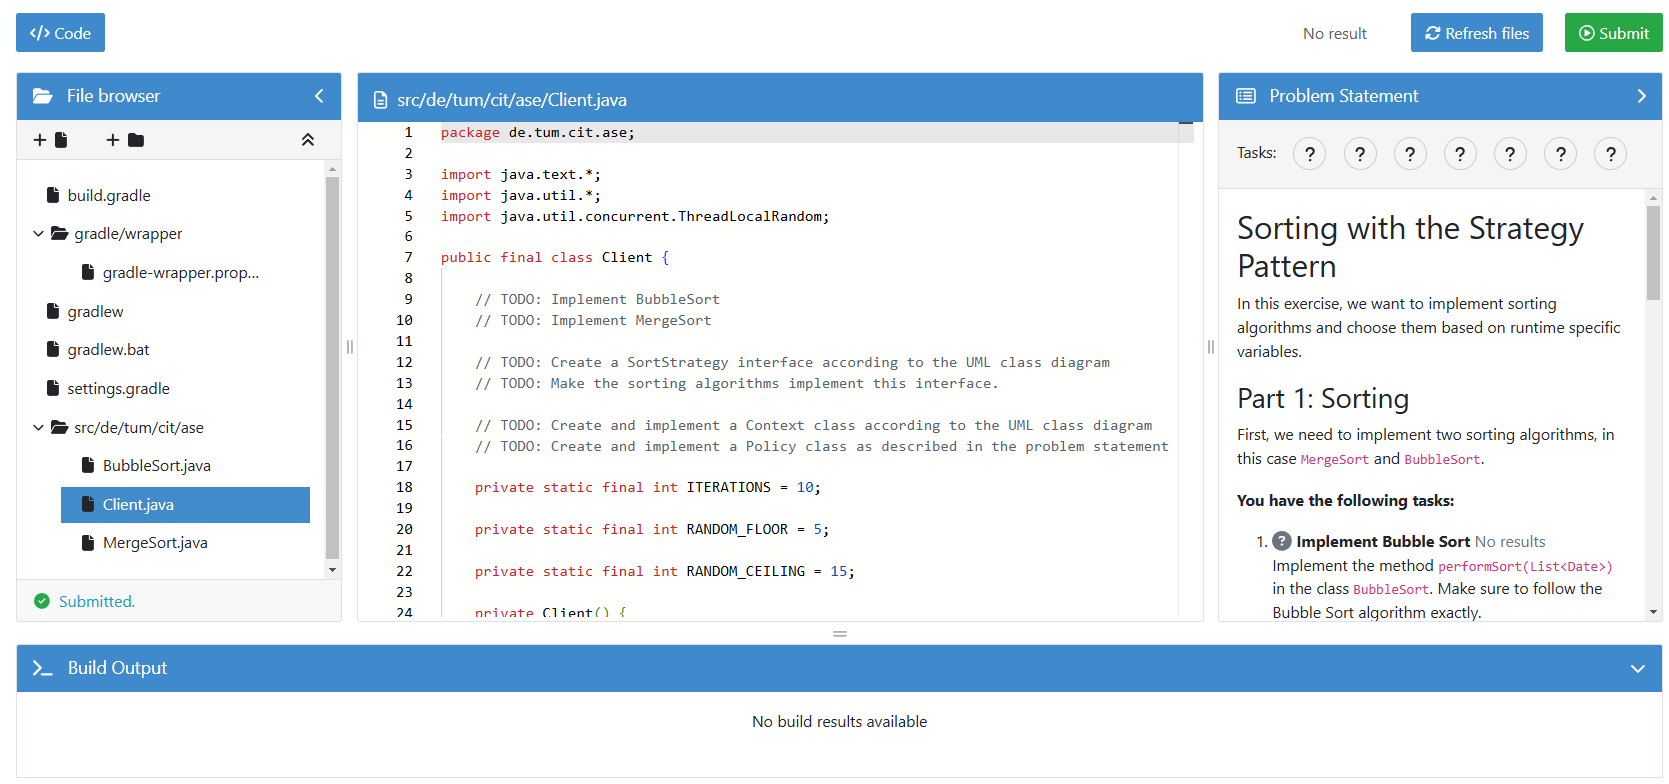 </> Code
No result
Refresh files
Submit
File browser
build.gradle
gradle/wrapper
gradle-wrapper.prop...
gradlew
gradlew.bat
settings.gradle
src/de/tum/cit/ase
BubbleSort.java
Client.java
MergeSort.java
Submitted.
src/de/tum/cit/ase/Client.java
1 package de.tum.cit.ase;
2
3 import java.text.*;
4 import java.util.*;
5 import java.util.concurrent.ThreadLocalRandom;
6
7 public final class Client {
8
9 // TODO: Implement BubbleSort
10 // TODO: Implement MergeSort
11
12 // TODO: Create a SortStrategy interface according to the UML class diagram
13 // TODO: Make the sorting algorithms implement this interface.
14
15 // TODO: Create and implement a Context class according to the UML class diagram
16 // TODO: Create and implement a Policy class as described in the problem statement
17
18 private static final int ITERATIONS = 10;
19
20 private static final int RANDOM_FLOOR = 5;
21
22 private static final int RANDOM_CEILING = 15;
23
24 private Client() {
Problem Statement
Tasks: ? ? ? ? ? ? ?
Sorting with the Strategy
Pattern
In this exercise, we want to implement sorting
algorithms and choose them based on runtime specific
variables.
Part 1: Sorting
First, we need to implement two sorting algorithms, in
this case MergeSort and BubbleSort.
You have the following tasks:
1. ? Implement Bubble Sort No results
Implement the method performSort(List<Date>)
in the class BubbleSort. Make sure to follow the
Bubble Sort algorithm exactly.
Build Output
No build results available